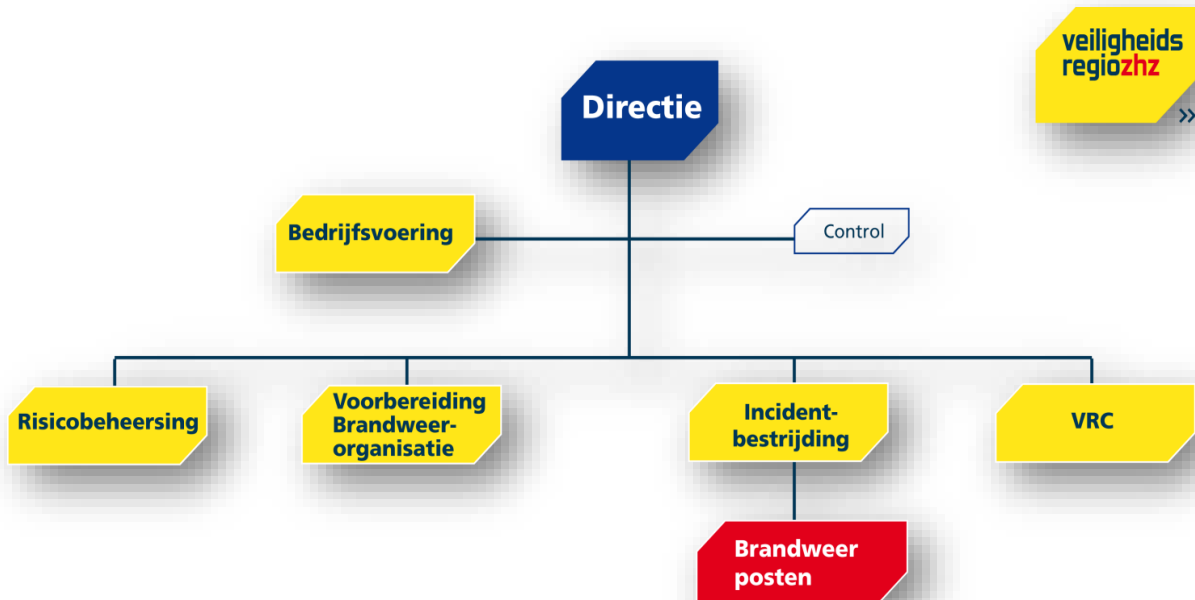 veiligheids
regiozhz
Directie
Bedrijfsvoering
Control
Risicobeheersing
Voorbereiding
Brandweer-
organisatie
Incident-
bestrijding
VRC
Brandweer
posten